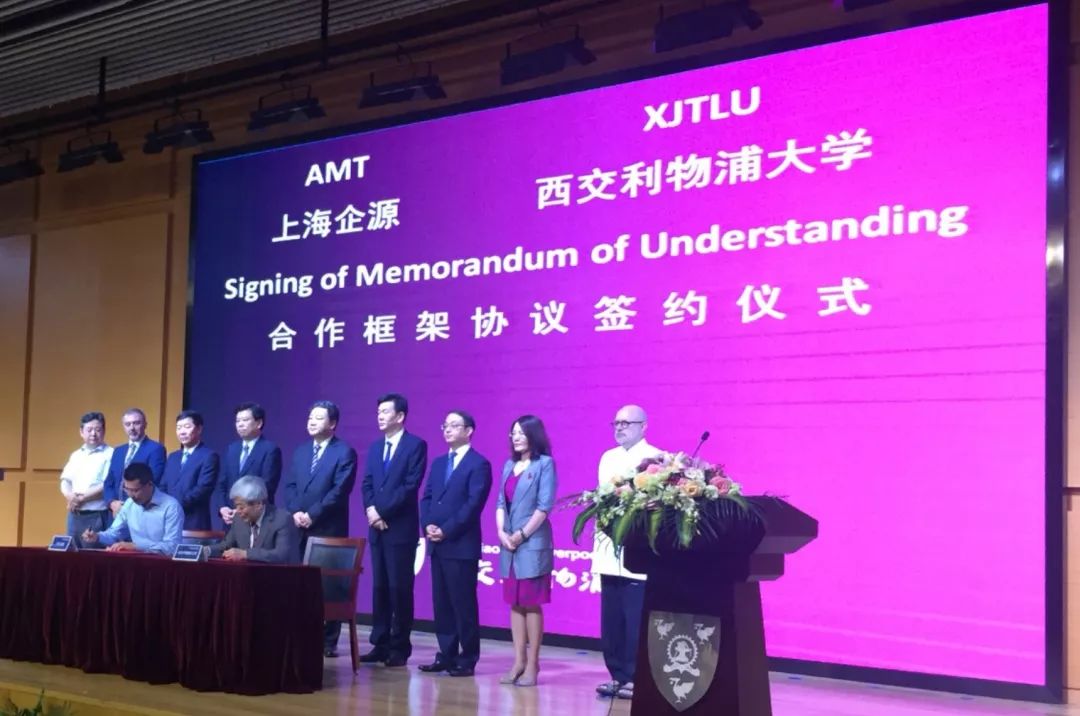 AMT
XJTLU
上海企源
西交利物浦大学
Signing of Memorandum of Understanding
合作框架协议签约仪式